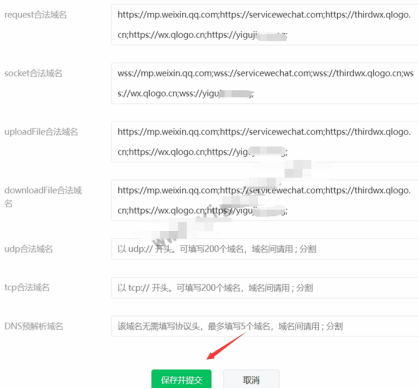 request合法域名
https://mp.weixin.qq.com;https://servicewechat.com;https://thirdwx.qlogo.
cn;https://wx.qlogo.cn;https://yiguji
socket合法域名
wss://mp.weixin.qq.com;wss://servicewechat.com;wss://thirdwx.qlogo.cn;ws
s://wx.qlogo.cn;wss://yiguj
uploadFile合法域名
https://mp.weixin.qq.com;https://servicewechat.com;https://thirdwx.qlogo.
cn;https://wx.qlogo.cn;https://yig
downloadFile合法域
名
https://mp.weixin.qq.com;https://servicewechat.com;https://thirdwx.qlogo.
cn;https://wx.qlogo.cn;https://yigu
udp合法域名
以 udp:// 开头。可填写200个域名，域名间请用 ; 分割
tcp合法域名
以 tcp:// 开头。可填写200个域名，域名间请用 ; 分割
DNS预解析域名
该域名无需填写协议头，最多填写5个域名，域名间请用 ; 分割
保存并提交
取消